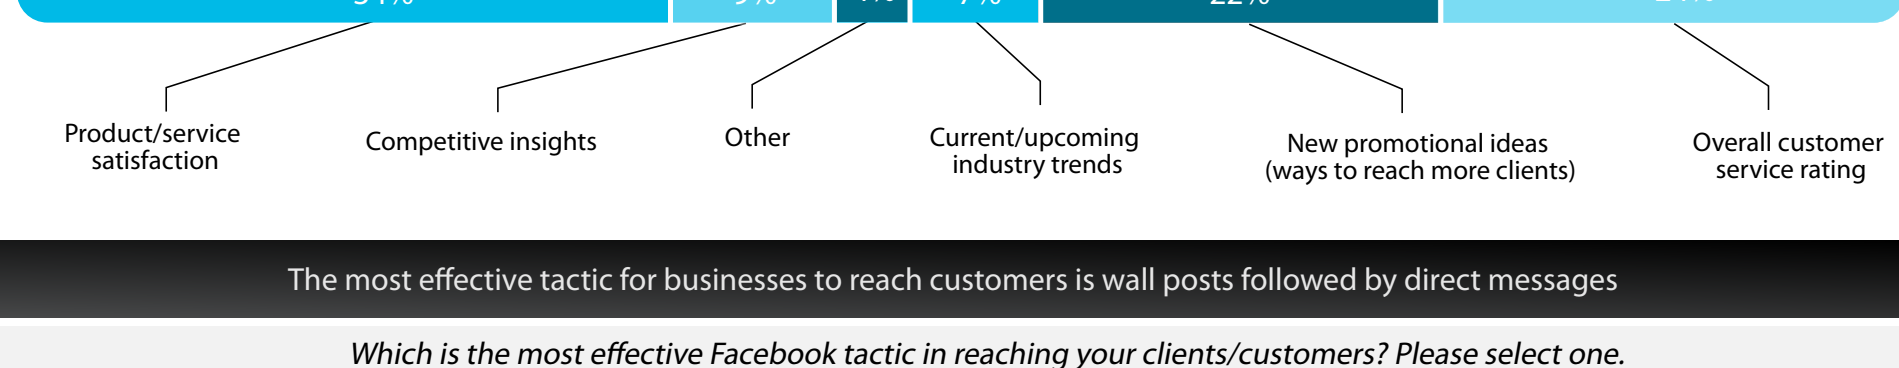 22%
Product/service
satisfaction
Competitive insights
Other
Current/upcoming
industry trends
New promotional ideas
(ways to reach more clients)
Overall customer
service rating
The most effective tactic for businesses to reach customers is wall posts followed by direct messages
Which is the most effective Facebook tactic in reaching your clients/customers? Please select one.